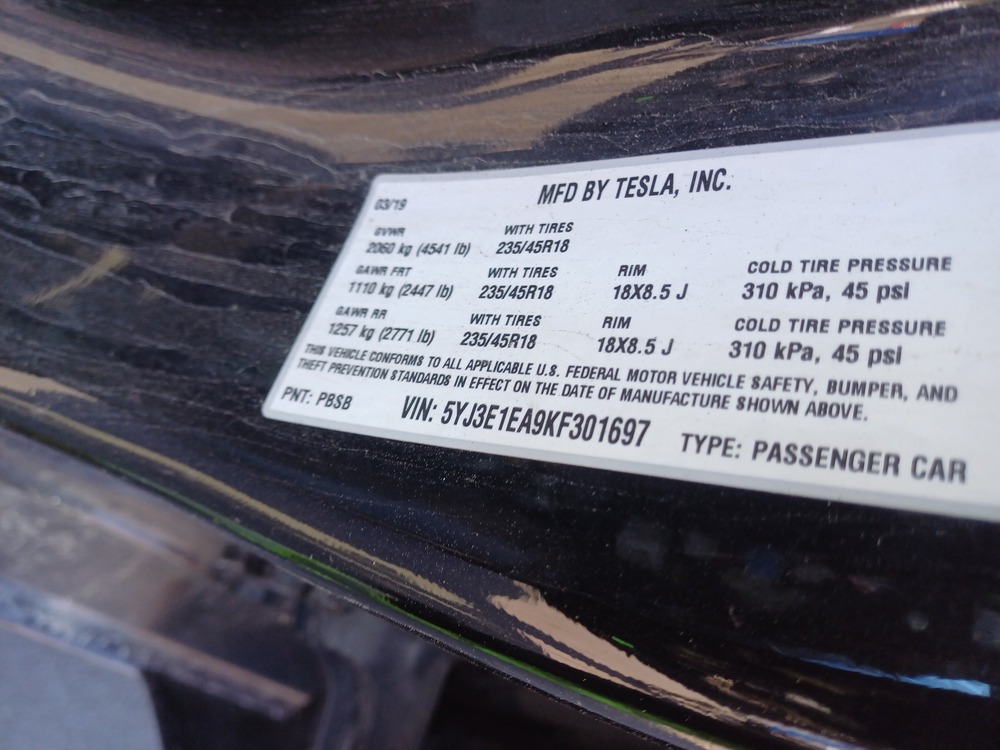 03/19 MFD BY TESLA, INC.
GVWR WITH TIRES
2060 kg (4541 lb) 235/45R18
GAWR FRT WITH TIRES RIM COLD TIRE PRESSURE
1110 kg (2447 lb) 235/45R18 18X8.5 J 310 kPa, 45 psi
GAWR RR WITH TIRES RIM COLD TIRE PRESSURE
1257 kg (2771 lb) 235/45R18 18X8.5 J 310 kPa, 45 psi
THIS VEHICLE CONFORMS TO ALL APPLICABLE U.S. FEDERAL MOTOR VEHICLE SAFETY, BUMPER, AND
THEFT PREVENTION STANDARDS IN EFFECT ON THE DATE OF MANUFACTURE SHOWN ABOVE.
PNT: PBSB VIN: 5YJ3E1EA9KF301697 TYPE: PASSENGER CAR